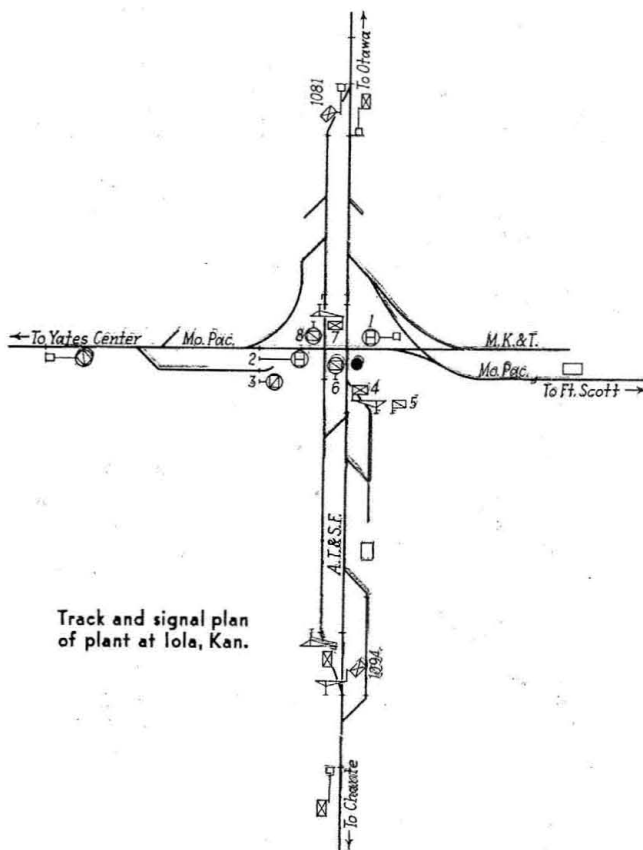 To Otawa→
1081
←To Yates Center
Mo. Pac.
8
7
1
M.K.&T.
2
3
6
4
5
Mo. Pac.
To Ft. Scott→
A.T.&S.F.
Track and signal plan
of plant at Iola, Kan.
1294
←To Chanute